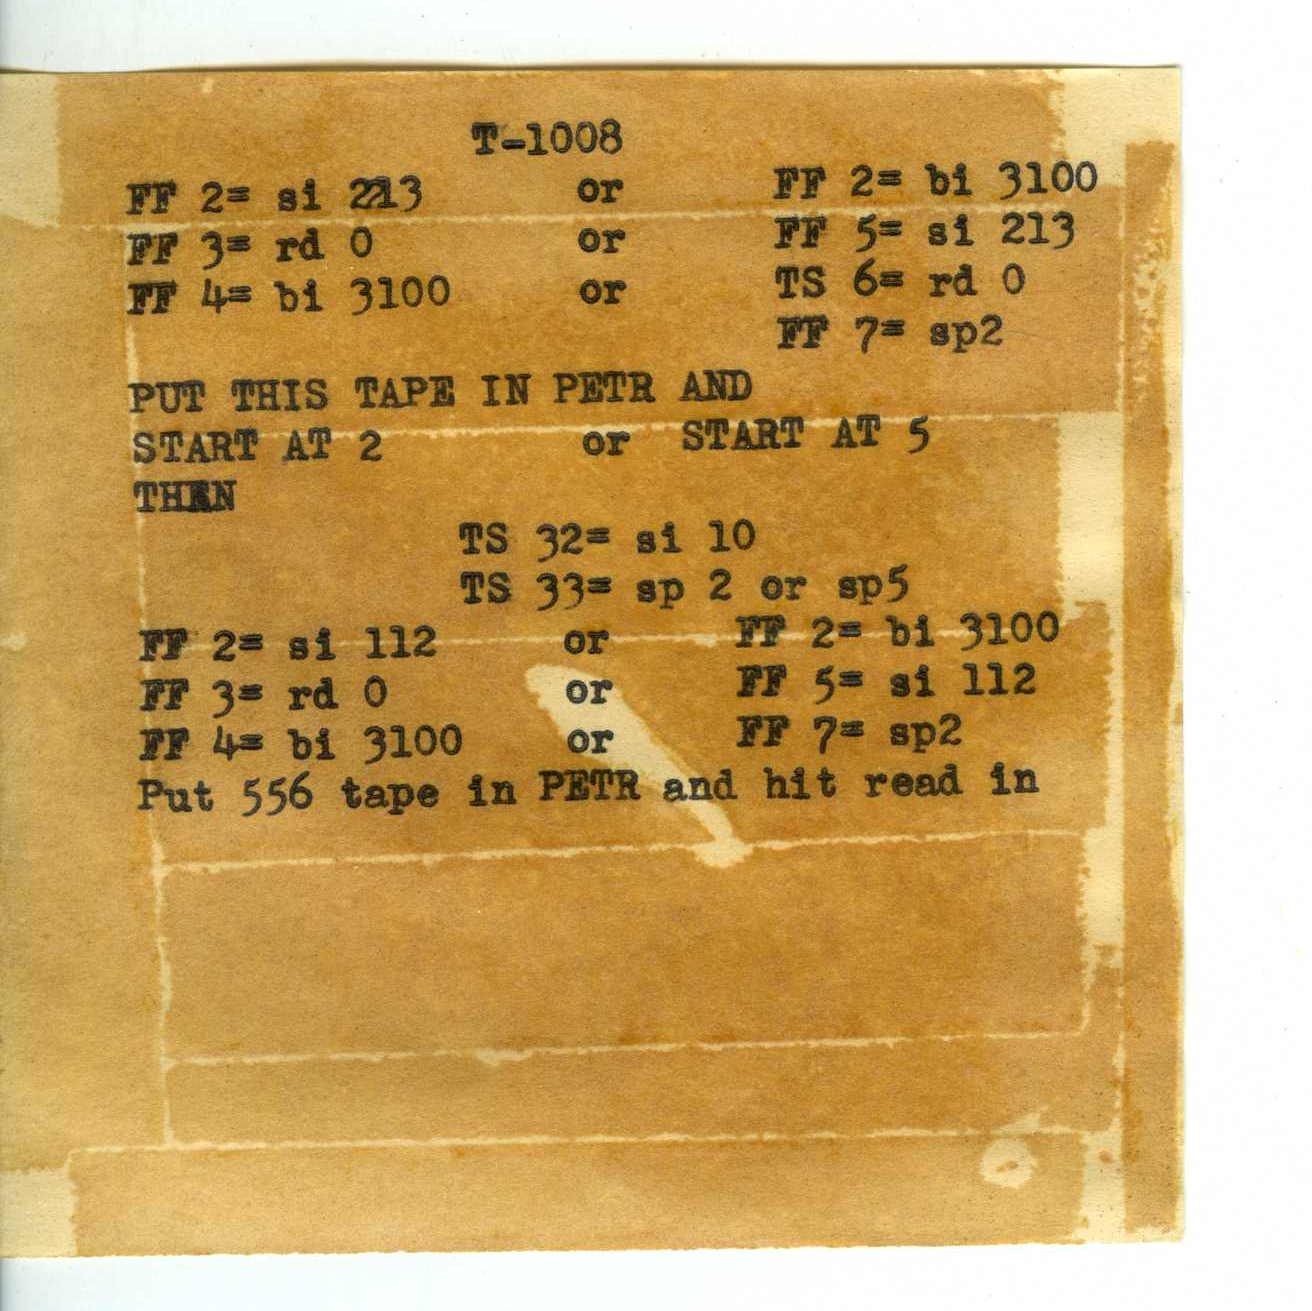 T-1008
FF 2= si 213 or FF 2= bi 3100
FF 3= rd 0 or FF 5= si 213
FF 4= bi 3100 or TS 6= rd 0
FF 7= sp2
PUT THIS TAPE IN PETR AND
START AT 2 or START AT 5
THEN
TS 32= si 10
TS 33= sp 2 or sp5
FF 2= si 112 or FF 2= bi 3100
FF 3= rd 0 or FF 5= si 112
FF 4= bi 3100 or FF 7= sp2
Put 556 tape in PETR and hit read in